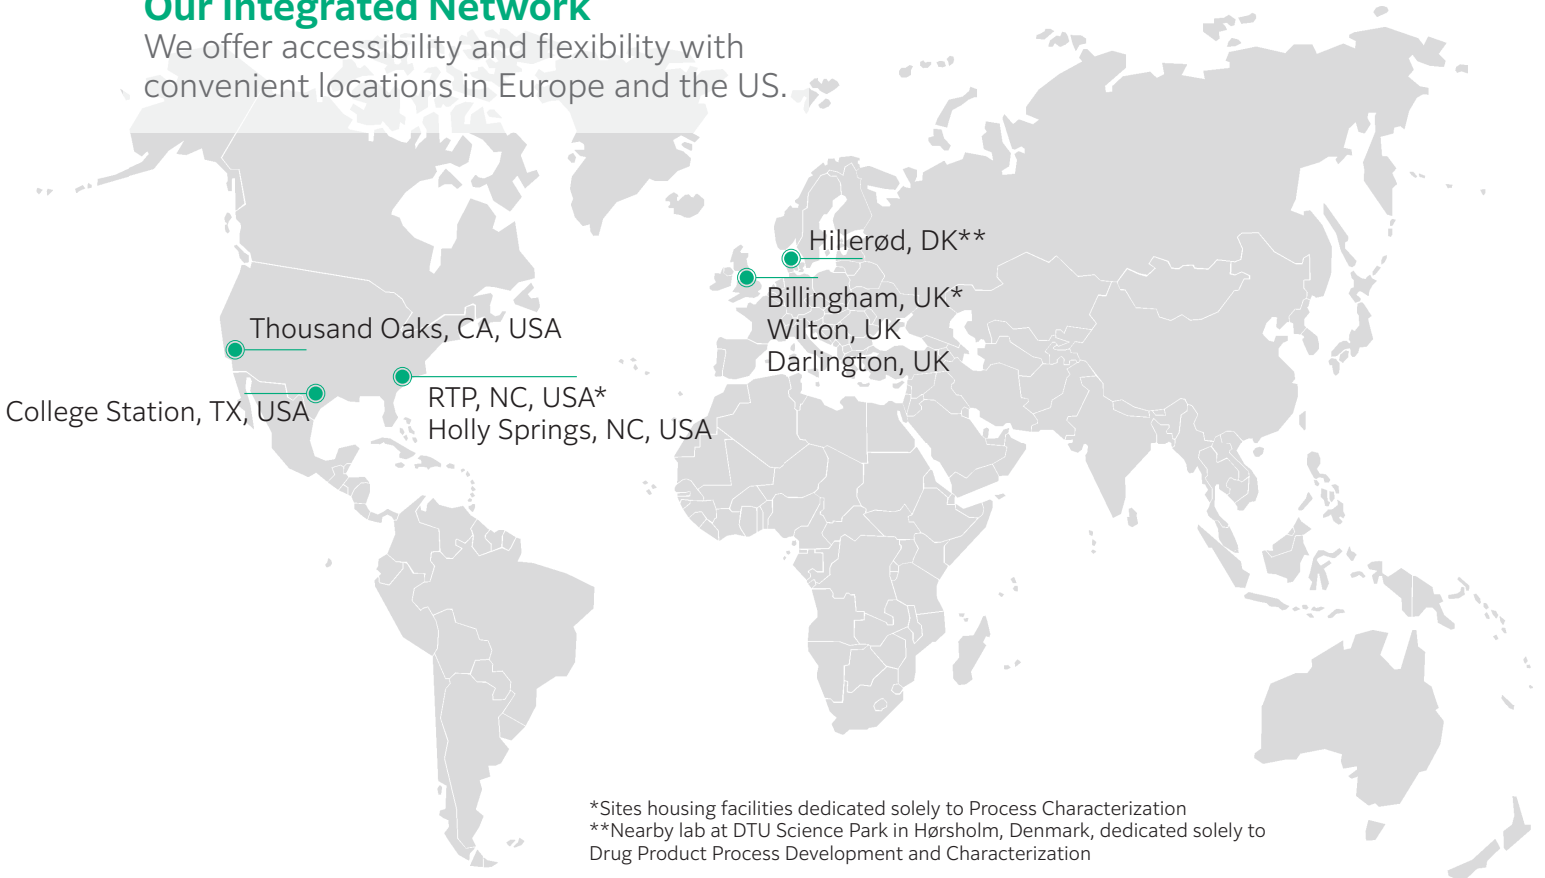 Our Integrated Network
We offer accessibility and flexibility with
convenient locations in Europe and the US.
Hillerød, DK**
Billingham, UK*
Wilton, UK
Darlington, UK
Thousand Oaks, CA, USA
RTP, NC, USA*
Holly Springs, NC, USA
College Station, TX, USA
*Sites housing facilities dedicated solely to Process Characterization
**Nearby lab at DTU Science Park in Hørsholm, Denmark, dedicated solely to
Drug Product Process Development and Characterization